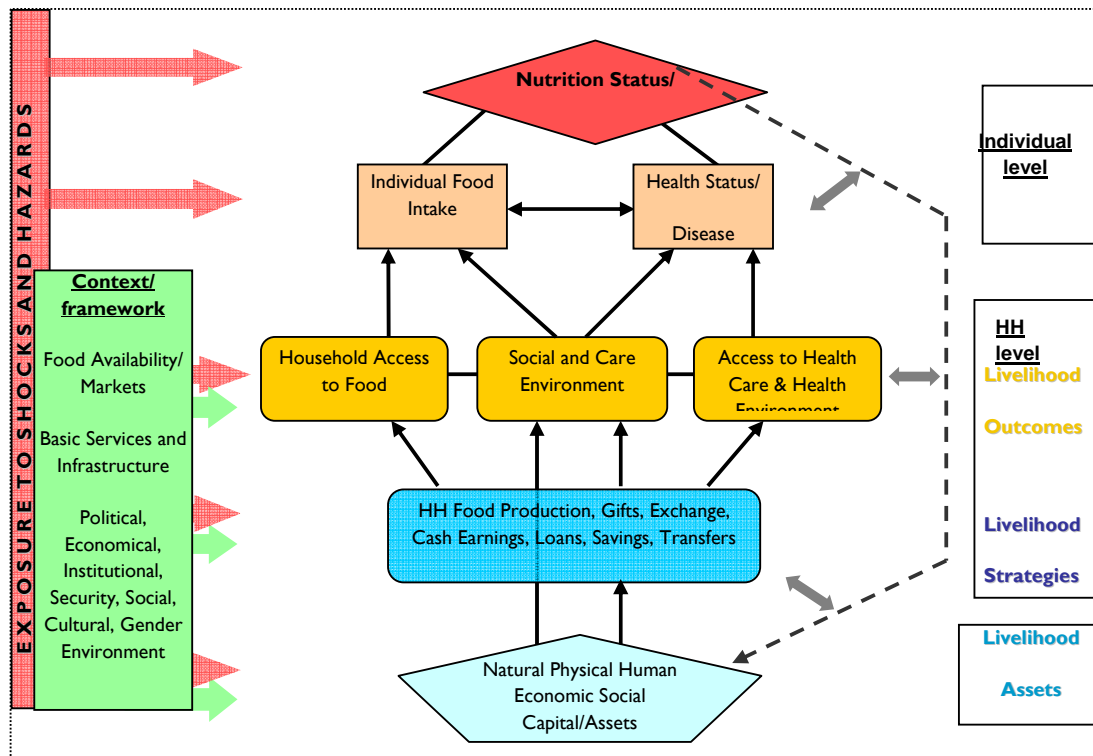 EXPOSURE TO SHOCKS AND HAZARDS
Context/
framework
Food Availability/
Markets
Basic Services and
Infrastructure
Political,
Economical,
Institutional,
Security, Social,
Cultural, Gender
Environment
Nutrition Status/
Individual Food
Intake
Health Status/
Disease
Household Access
to Food
Social and Care
Environment
Access to Health
Care & Health
Environment
HH Food Production, Gifts, Exchange,
Cash Earnings, Loans, Savings, Transfers
Natural Physical Human
Economic Social
Capital/Assets
Individual
level
HH
level
Livelihood
Outcomes
Livelihood
Strategies
Livelihood
Assets